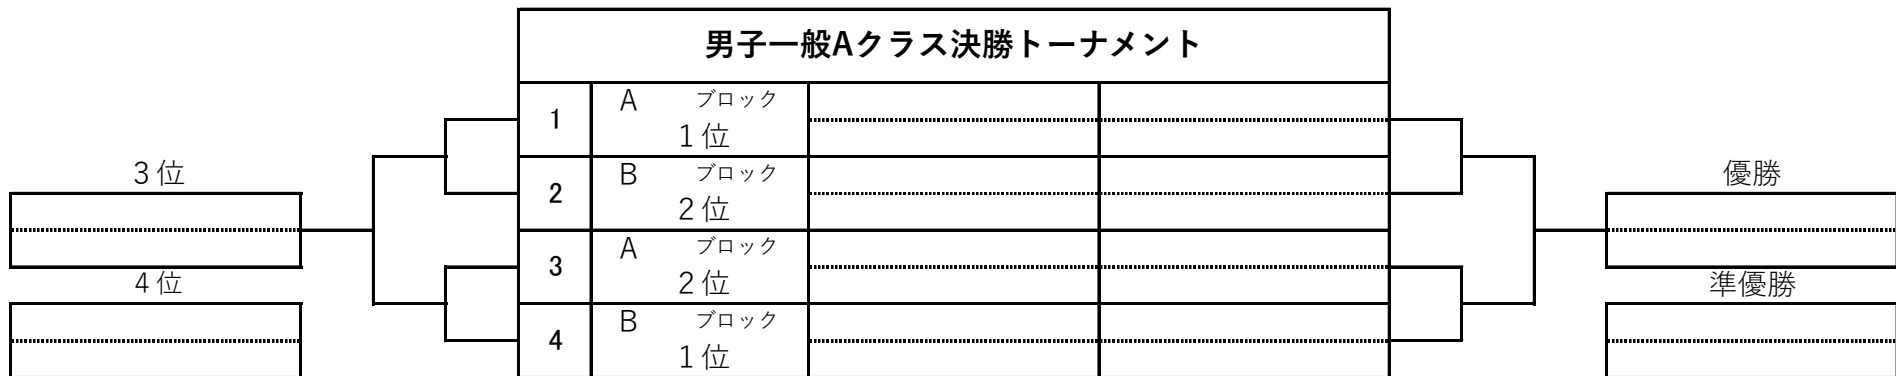 男子一般Aクラス決勝トーナメント
1 A ブロック
1位
2 B ブロック
2位
3 A ブロック
2位
4 B ブロック
1位
3位
4位
優勝
準優勝